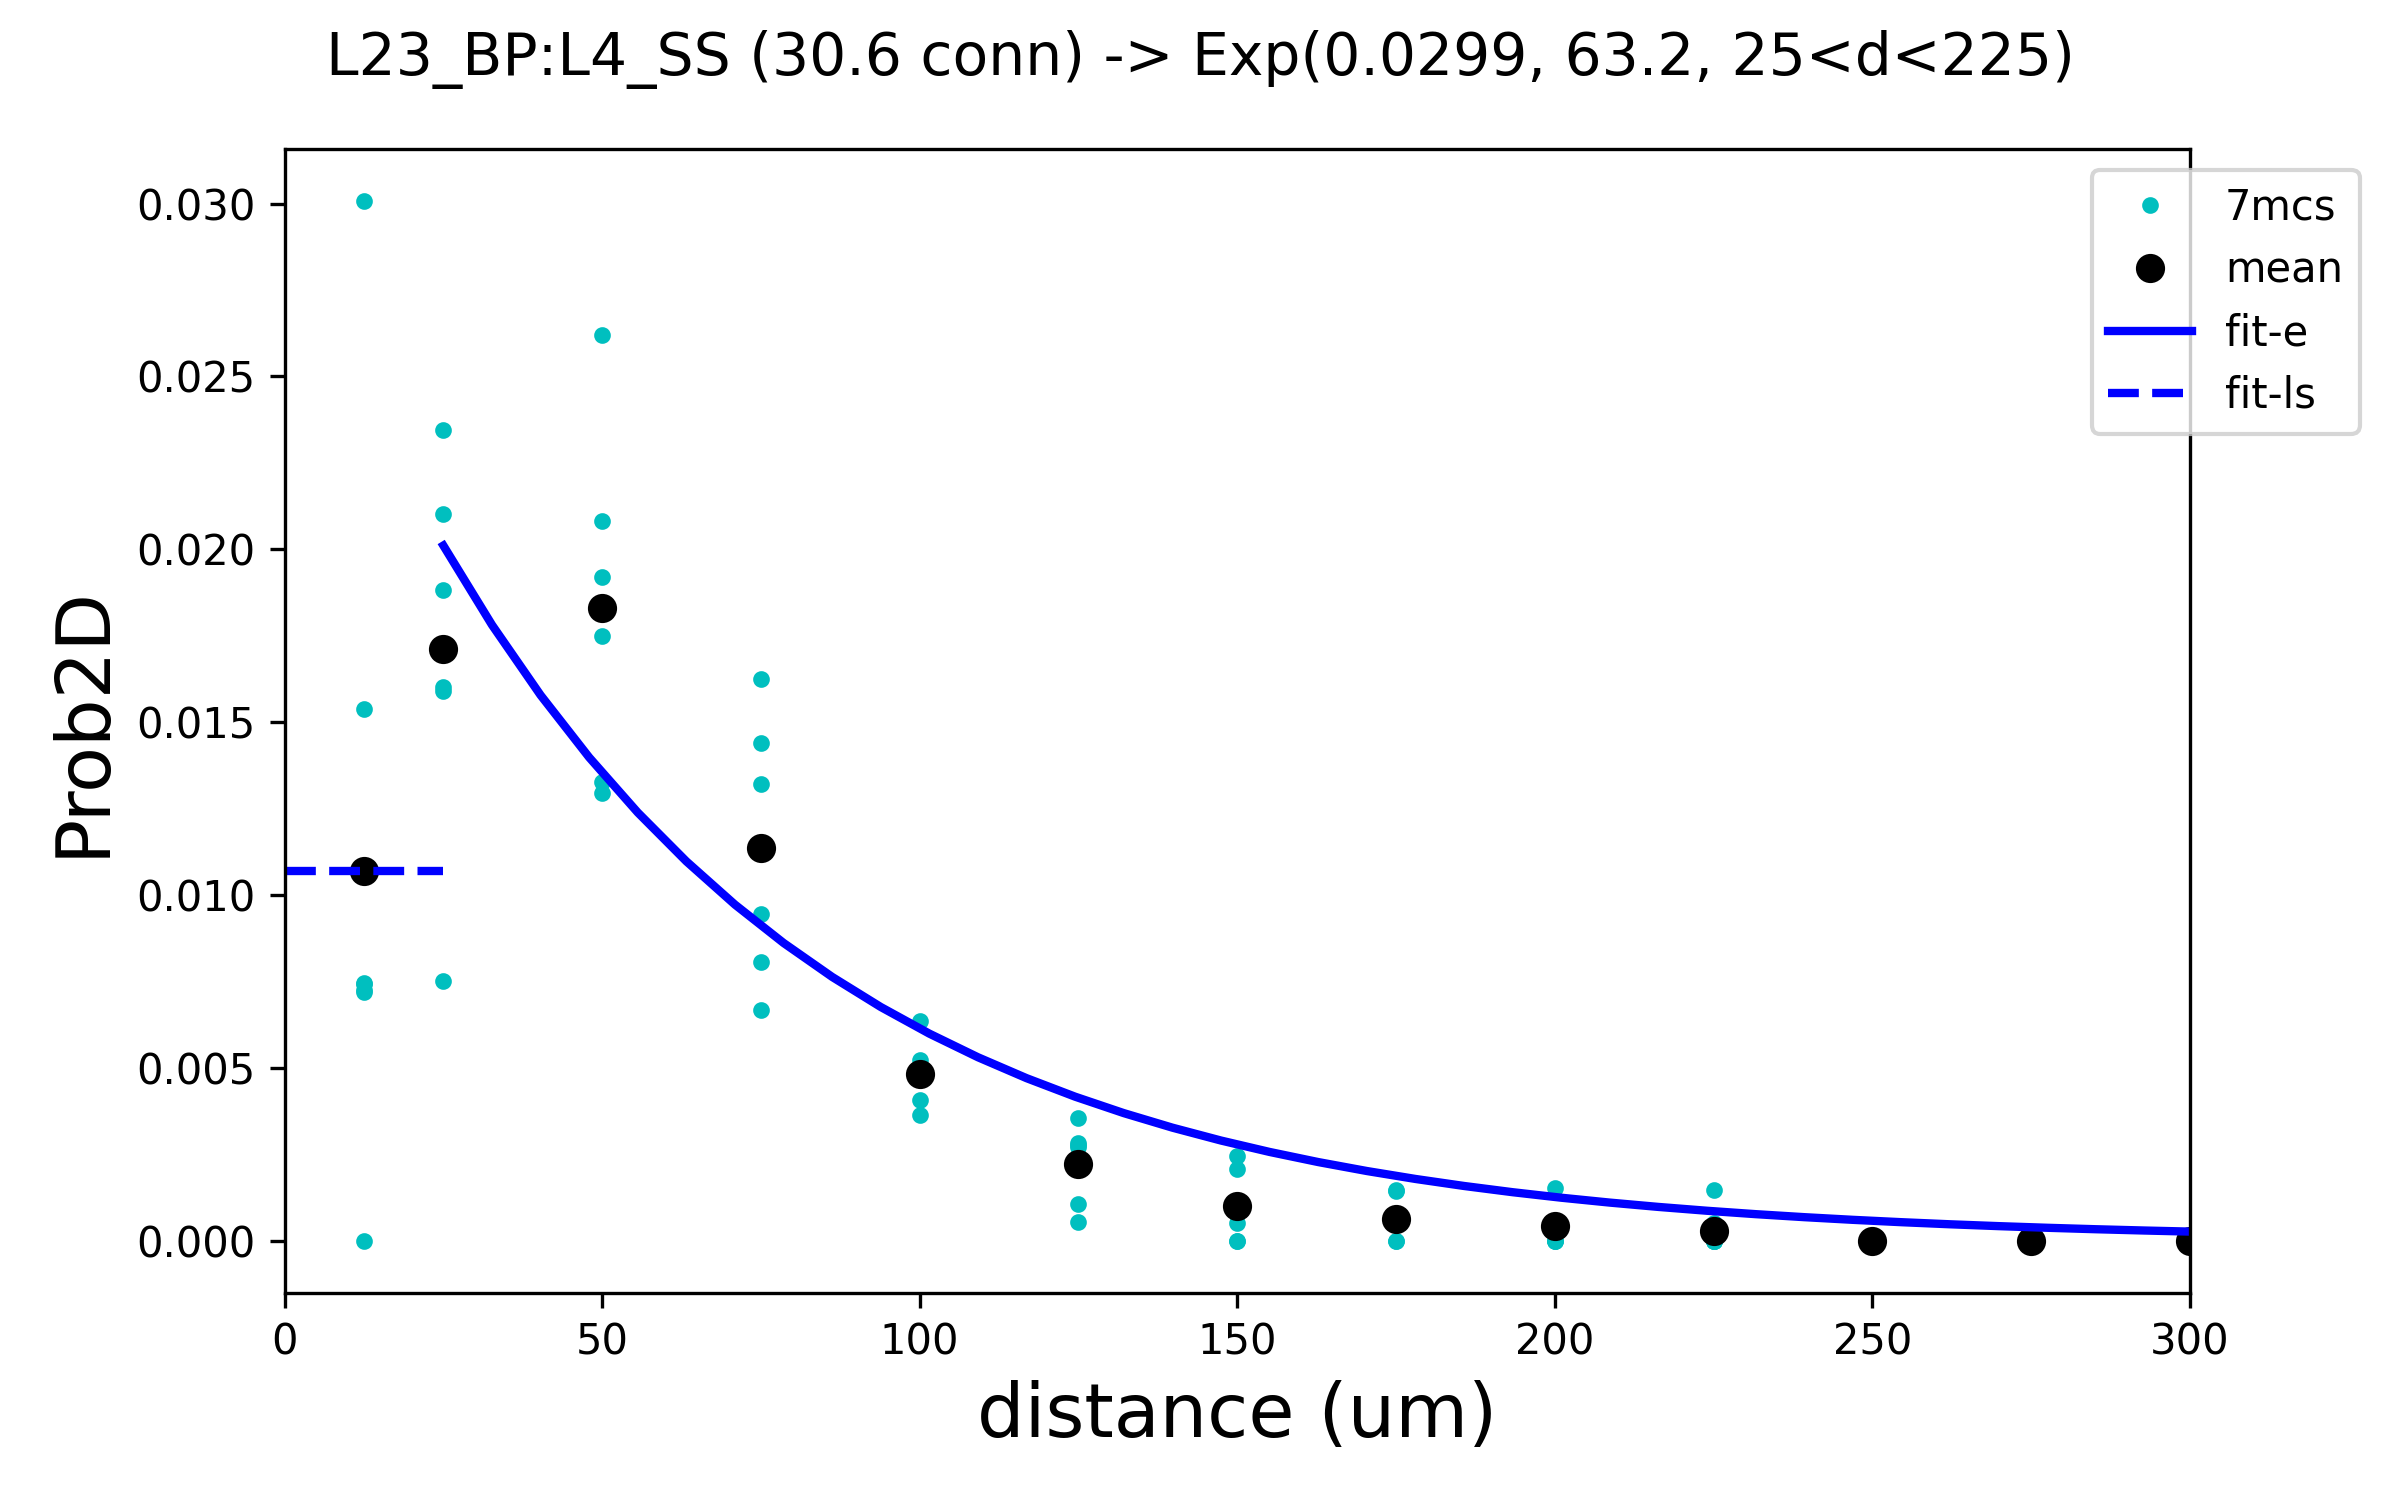 L23_BP:L4_SS (30.6 conn) -> Exp(0.0299, 63.2, 25<d<225)
7mcs
mean
fit-e
fit-ls
Prob2D
0.030
0.025
0.020
0.015
0.010
0.005
0.000
0 50 100 150 200 250 300
distance (um)